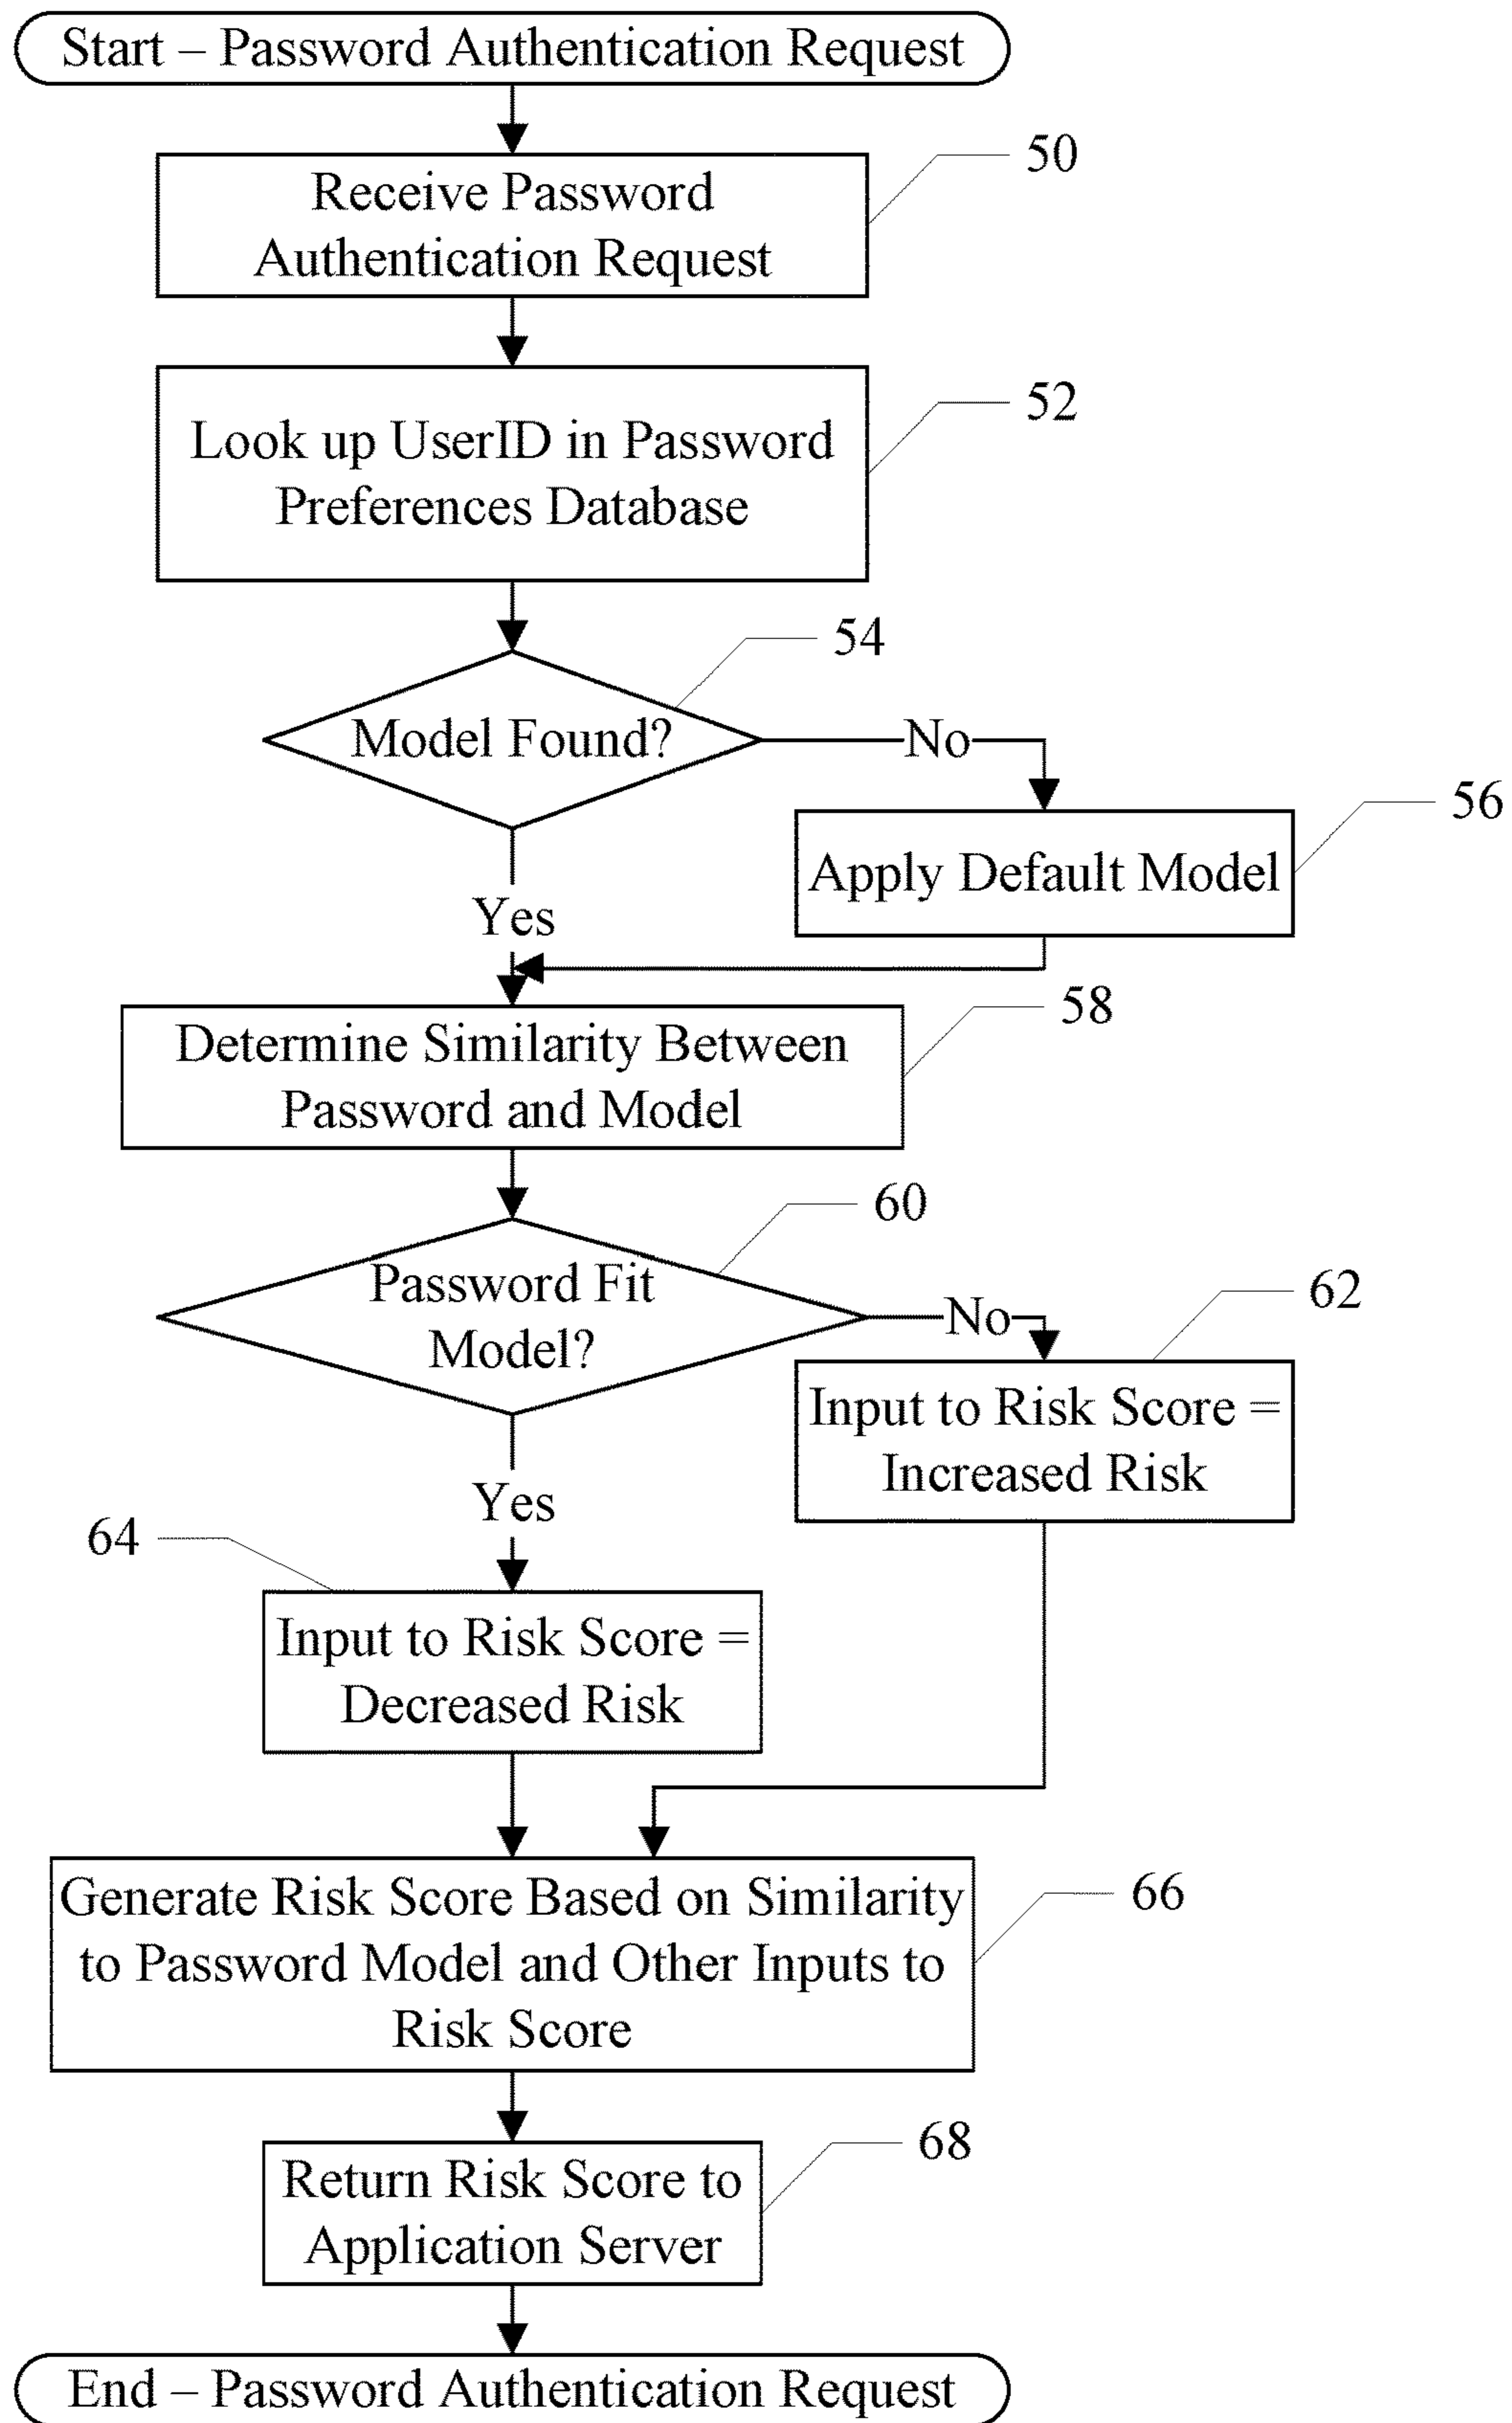 Start – Password Authentication Request
50
Receive Password
Authentication Request
52
Look up UserID in Password
Preferences Database
54
Model Found?
No
56
Apply Default Model
Yes
58
Determine Similarity Between
Password and Model
60
Password Fit
Model?
No
62
Input to Risk Score =
Increased Risk
Yes
64
Input to Risk Score =
Decreased Risk
66
Generate Risk Score Based on Similarity
to Password Model and Other Inputs to
Risk Score
68
Return Risk Score to
Application Server
End – Password Authentication Request